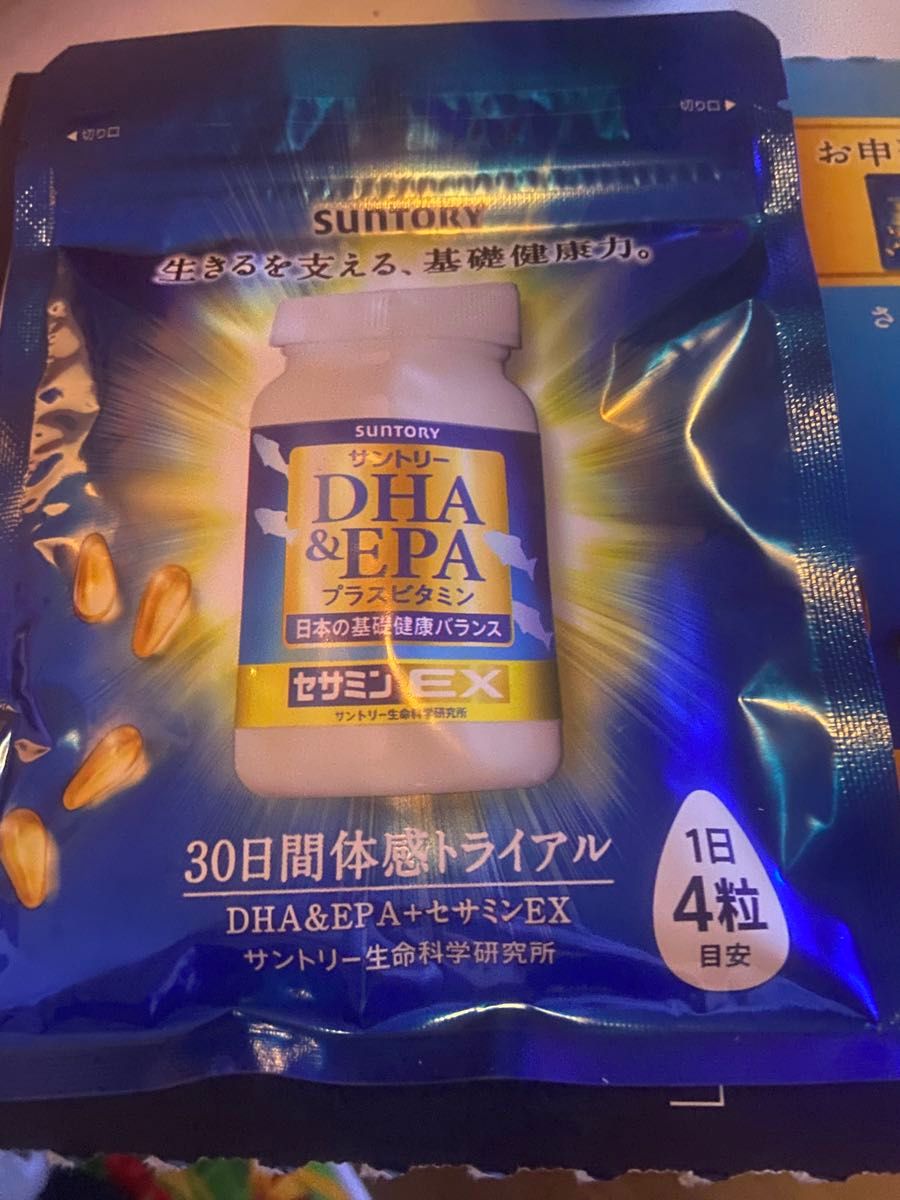 ◀切り口
切り口▶
SUNTORY
生きるを支える、基礎健康力。
SUNTORY
サントリー
DHA
&EPA
プラスビタミン
日本の基礎健康バランス
セサミンEX
サントリー生命科学研究所
30日間体感トライアル
DHA&EPA+セサミンEX
サントリー生命科学研究所
1日
4粒
目安
お申
さ